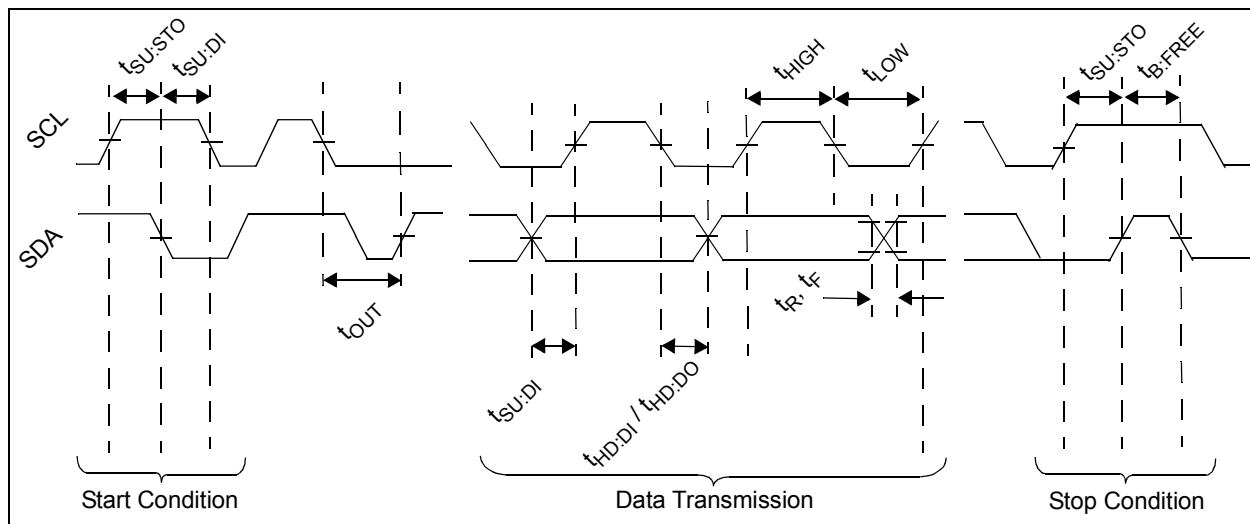 tSU:STO
tSU:DI
tHIGH
tLOW
tSU:STO
tB:FREE
SCL
SDA
tOUT
tR, tF
tSU:DI
tHD:DI / tHD:DO
Start Condition
Data Transmission
Stop Condition